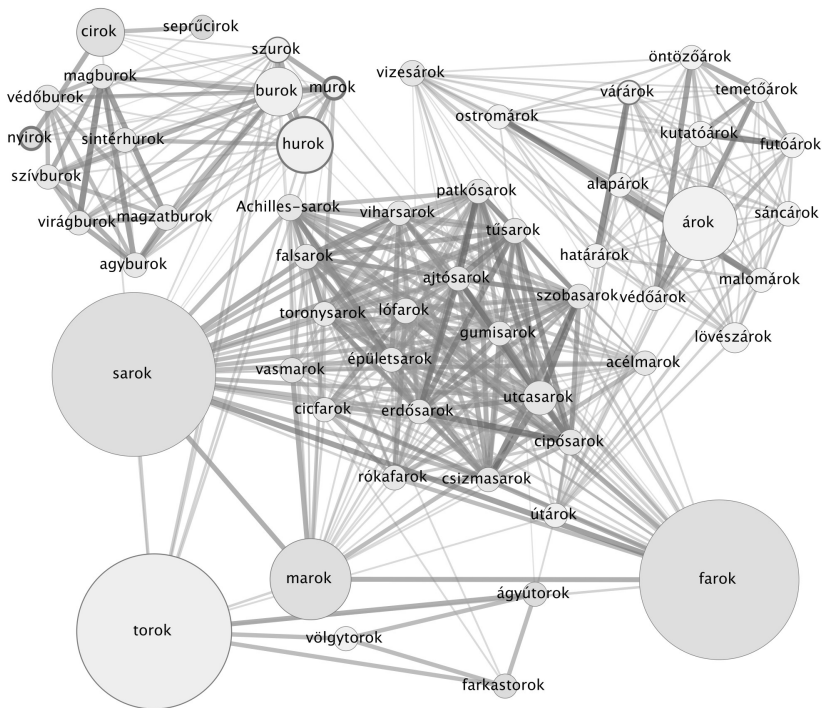 cirok
seprűcirok
szurok
magburok
burok
murok
védőburok
nyirok
sintérhurok
hurok
szívburok
virágburok
magzatburok
agyburok
vizesárok
öntözőárok
várárok
temetőárok
ostromárok
kutatóárok
futóárok
alapárok
árok
sáncárok
határárok
malomárok
védőárok
lövészárok
Achilles-sarok
viharsarok
patkósarok
tűsarok
falsarok
ajtósarok
szobasarok
toronysarok
lófarok
gumisarok
épületsarok
vasmarok
acélmarok
sarok
utcasarok
cicfarok
erdősarok
cipősarok
rókafarok
csizmasarok
útárok
marok
farok
ágyútorok
torok
völgytorok
farkastorok